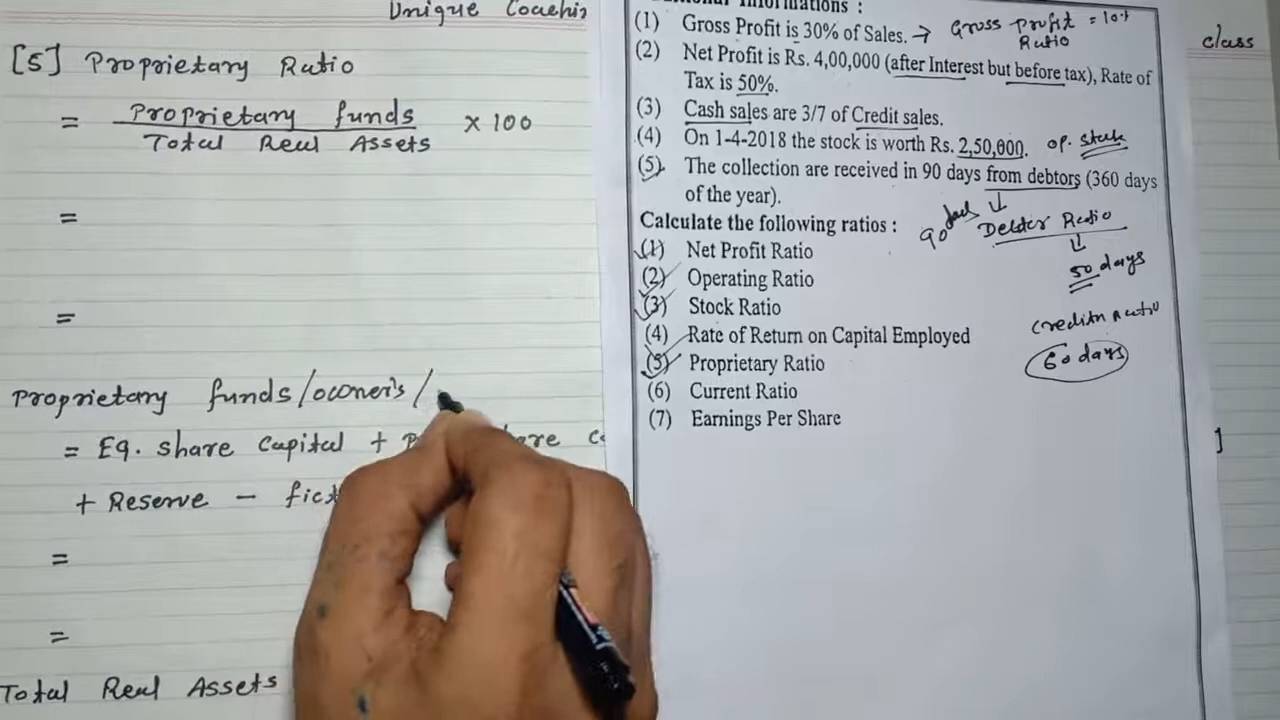 Unique Coachin
[5] Proprietary Ratio
= Proprietary funds / Total Real Assets × 100
=
=
Proprietary funds/owner's/
= Eq. Share Capital +
+ Reserve -
=
=
Total Real Assets
(1) Gross Profit is 30% of Sales. → Gross Profit Ratio
(2) Net Profit is Rs. 4,00,000 (after Interest but before tax), Rate of
Tax is 50%.
(3) Cash sales are 3/7 of Credit sales.
(4) On 1-4-2018 the stock is worth Rs. 2,50,000. op. stock
(5) The collection are received in 90 days from debtors (360 days
of the year).
Calculate the following ratios :
90 days Debtor Ratio
(1) Net Profit Ratio
50 days
(2) Operating Ratio
(3) Stock Ratio
(4) Rate of Return on Capital Employed
60 days
(5) Proprietary Ratio
(6) Current Ratio
(7) Earnings Per Share
class
]